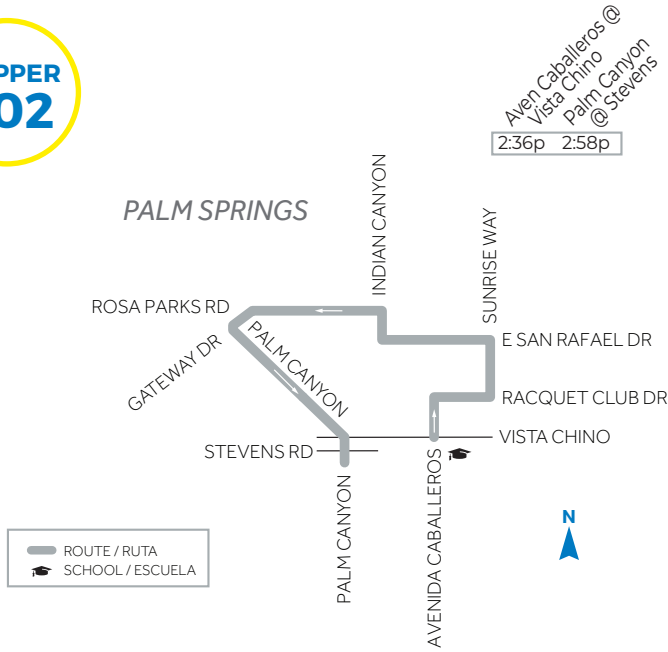 PPER
02
Aven Caballeros @
Vista Chino
Palm Canyon
@ Stevens
2:36p 2:58p
PALM SPRINGS
INDIAN CANYON
SUNRISE WAY
ROSA PARKS RD
PALM CANYON
GATEWAY DR
E SAN RAFAEL DR
RACQUET CLUB DR
VISTA CHINO
STEVENS RD
PALM CANYON
AVENIDA CABALLEROS
N
ROUTE / RUTA
SCHOOL / ESCUELA